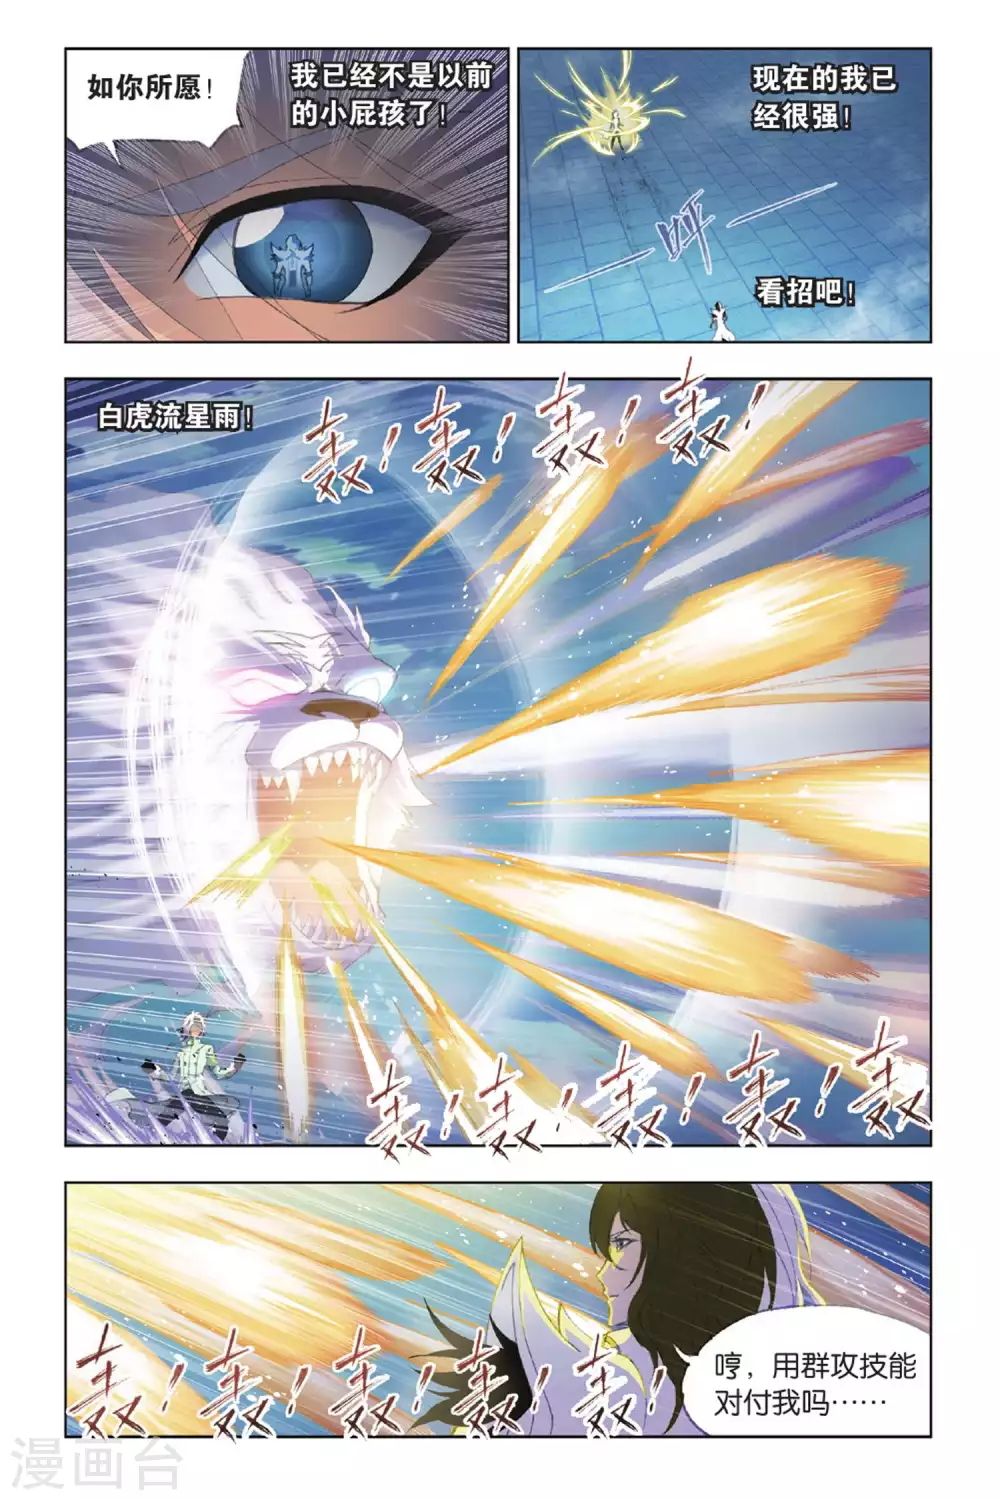 如你所愿！
我已经不是以前
的小屁孩了！
现在的我已
经很强！
呼
看招吧！
白虎流星雨！
轰！轰！轰！轰！轰！
轰！轰！轰！轰！轰！
轰！轰！轰！轰！轰！
哼，用群攻技能
对付我吗……
漫画台